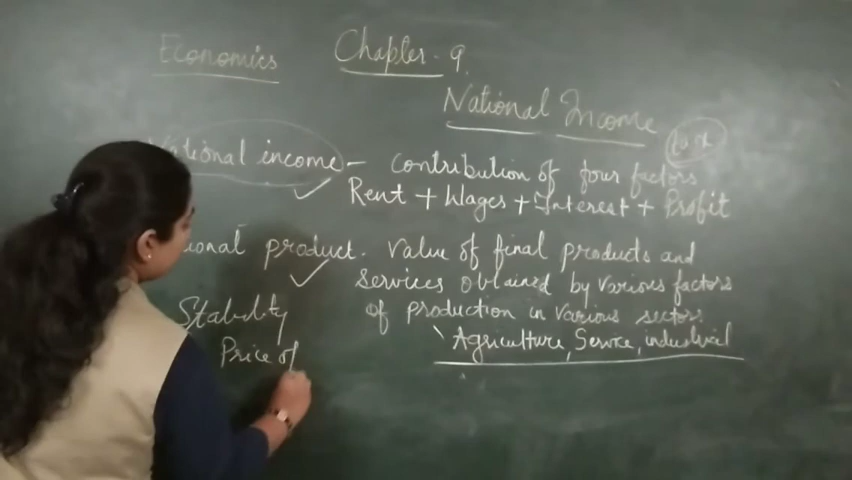 Economics Chapter - 9.
National Income
National income - Contribution of four factors
Rent + Wages + Interest + Profit
ional product. Value of final products and
services obtained by various factors
of production in various sectors
Agriculture, Service, industrial
Stability
Price of